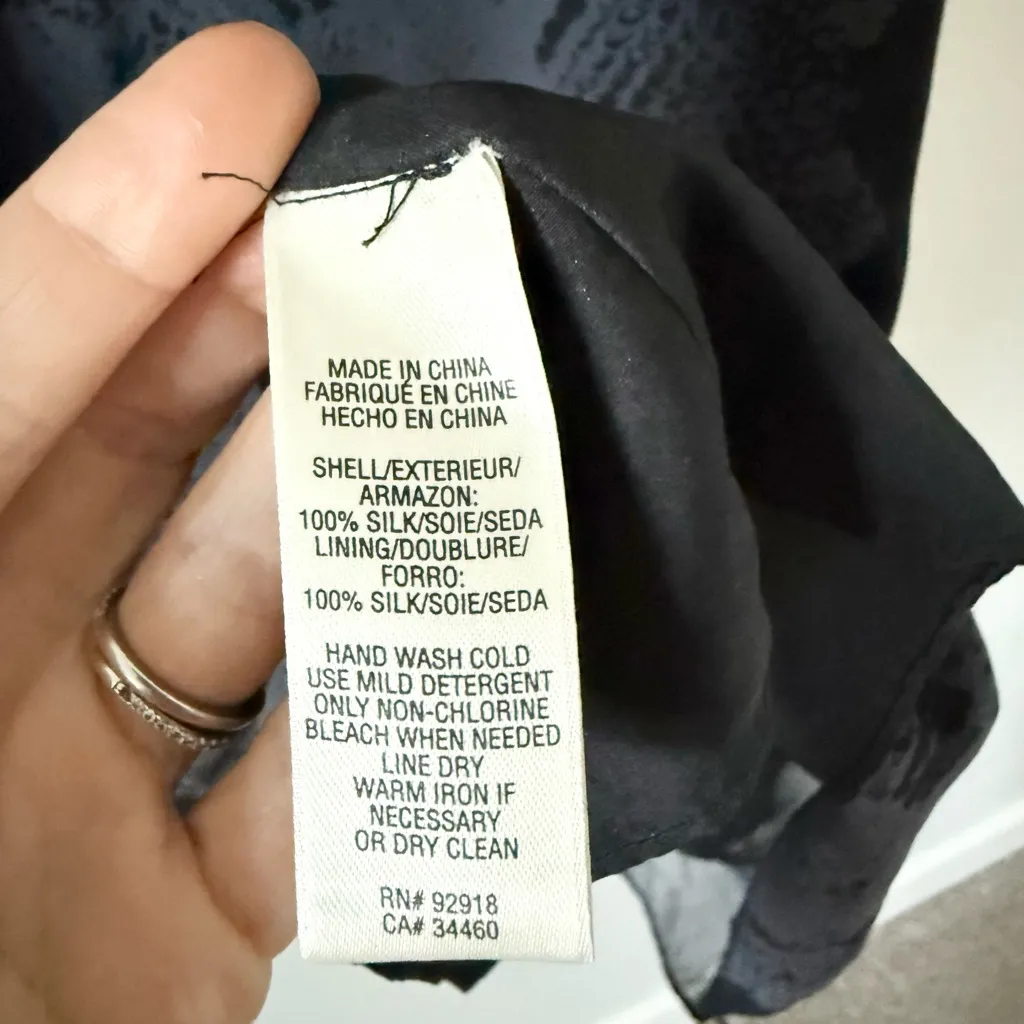 MADE IN CHINA
FABRIQUÉ EN CHINE
HECHO EN CHINA
SHELL/EXTERIEUR/
ARMAZON:
100% SILK/SOIE/SEDA
LINING/DOUBLURE/
FORRO:
100% SILK/SOIE/SEDA
HAND WASH COLD
USE MILD DETERGENT
ONLY NON-CHLORINE
BLEACH WHEN NEEDED
LINE DRY
WARM IRON IF
NECESSARY
OR DRY CLEAN
RN# 92918
CA# 34460